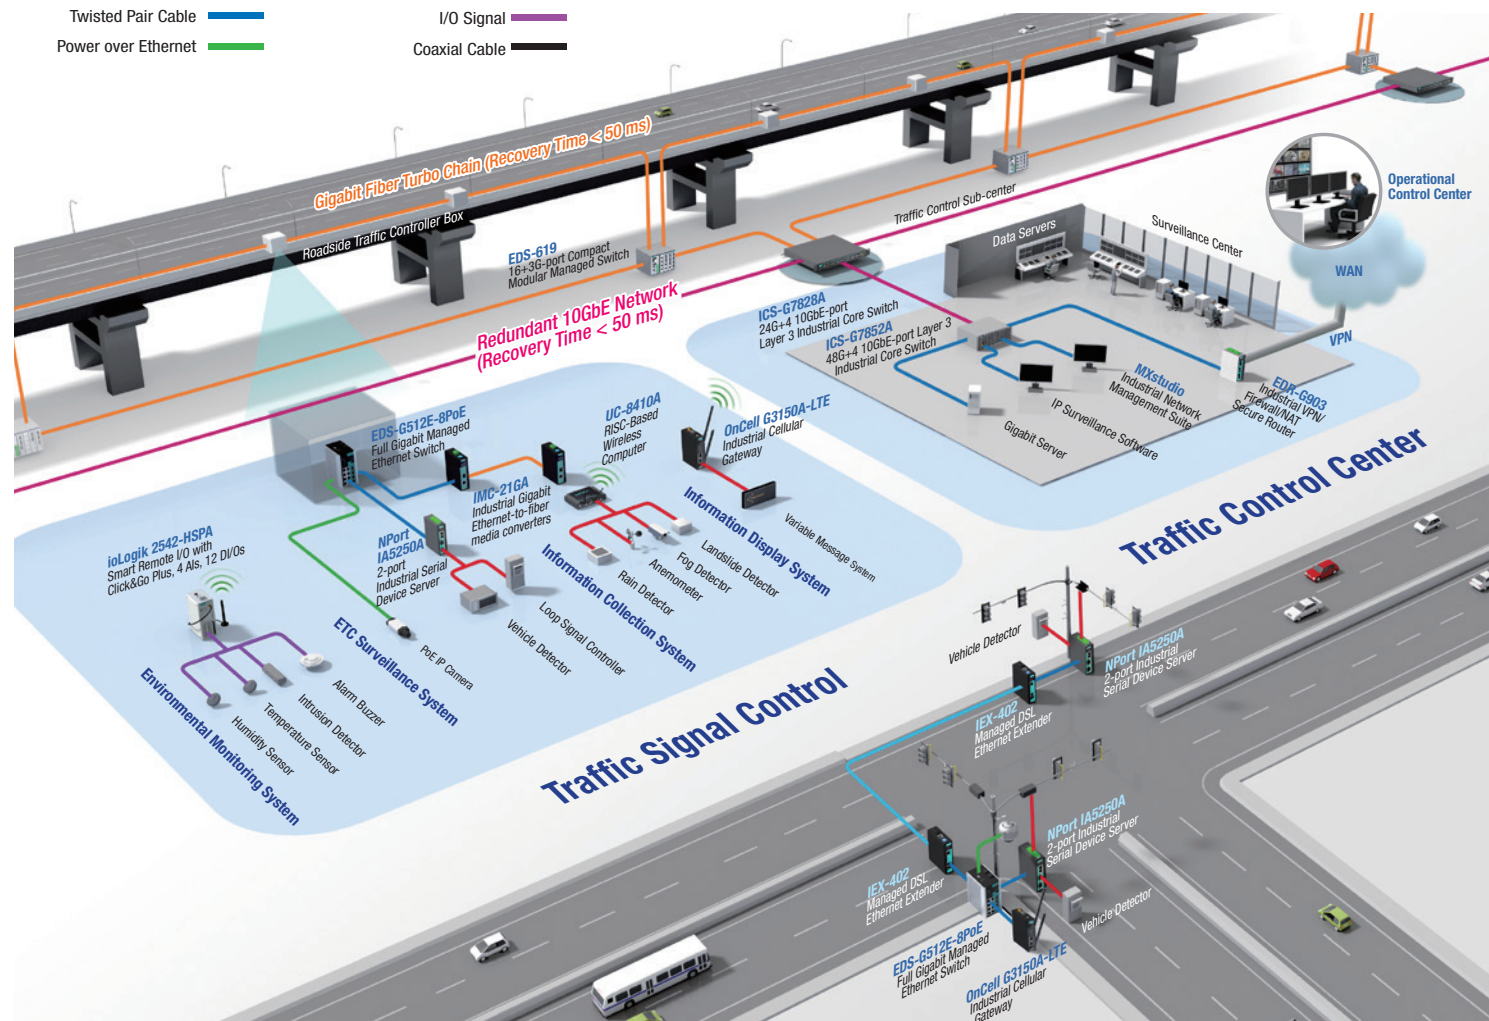 Twisted Pair Cable
I/O Signal
Power over Ethernet
Coaxial Cable
Gigabit Fiber Turbo Chain (Recovery Time < 50 ms)
Roadside Traffic Controller Box
EDS-619
16+3G-port Compact
Modular Managed Switch
Redundant 10GbE Network
(Recovery Time < 50 ms)
Traffic Control Sub-center
Operational
Control Center
WAN
VPN
Data Servers
Surveillance Center
ICS-G7828A
24G+4 10GbE-port
Layer 3 Industrial Core Switch
ICS-G7852A
48G+4 10GbE-port Layer 3
Industrial Core Switch
MXstudio
Industrial Network
Management Suite
IP Surveillance Software
Gigabit Server
EDR-G903
Industrial VPN/
Firewall/NAT
Secure Router
Traffic Control Center
EDS-G512E-8PoE
Full Gigabit Managed
Ethernet Switch
IMC-21GA
Industrial Gigabit
Ethernet-to-fiber
media converters
UC-8410A
RISC-Based
Wireless
Computer
OnCell G3150A-LTE
Industrial Cellular
Gateway
Variable Message System
Information Display System
Landslide Detector
Fog Detector
Anemometer
Rain Detector
Information Collection System
NPort
IA5250A
2-port
Industrial Serial
Device Server
Loop Signal Controller
Vehicle Detector
PoE IP Camera
ETC Surveillance System
ioLogik 2542-HSPA
Smart Remote I/O with
Click&Go Plus, 4 AIs, 12 DI/Os
Alarm Buzzer
Intrusion Detector
Temperature Sensor
Humidity Sensor
Environmental Monitoring System
Traffic Signal Control
Vehicle Detector
NPort IA5250A
2-port Industrial
Serial Device Server
IEX-402
Managed DSL
Ethernet Extender
NPort IA5250A
2-port Industrial
Serial Device Server
IEX-402
Managed DSL
Ethernet Extender
Vehicle Detector
EDS-G512E-8PoE
Full Gigabit Managed
Ethernet Switch
OnCell G3150A-LTE
Industrial Cellular
Gateway